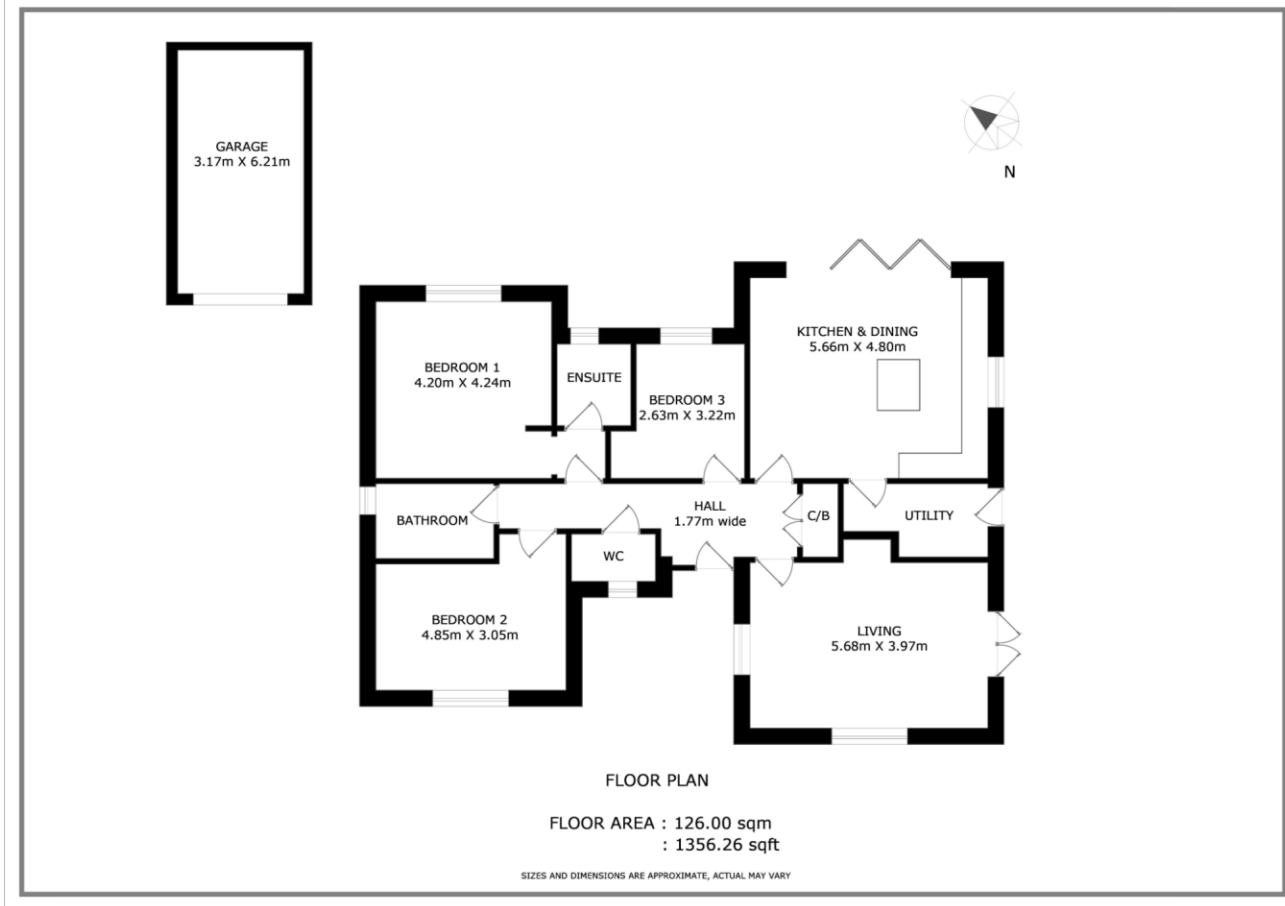 GARAGE
3.17m X 6.21m
N
KITCHEN & DINING
5.66m X 4.80m
BEDROOM 1
4.20m X 4.24m
ENSUITE
BEDROOM 3
2.63m X 3.22m
BATHROOM
HALL
1.77m wide
C/B
UTILITY
WC
BEDROOM 2
4.85m X 3.05m
LIVING
5.68m X 3.97m
FLOOR PLAN
FLOOR AREA : 126.00 sqm
: 1356.26 sqft
SIZES AND DIMENSIONS ARE APPROXIMATE, ACTUAL MAY VARY